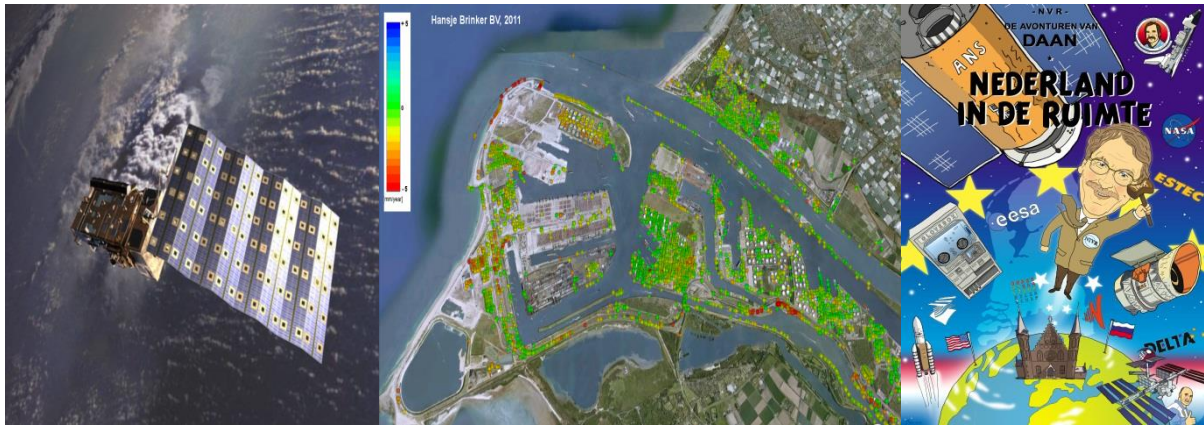 Hansje Brinker BV, 2011
+5
0
-5
mm/year
- N V R -
DE AVONTUREN VAN
DAAN
ANS
NEDERLAND
IN DE RUIMTE
NASA
ESTEC
eesa
DELTA